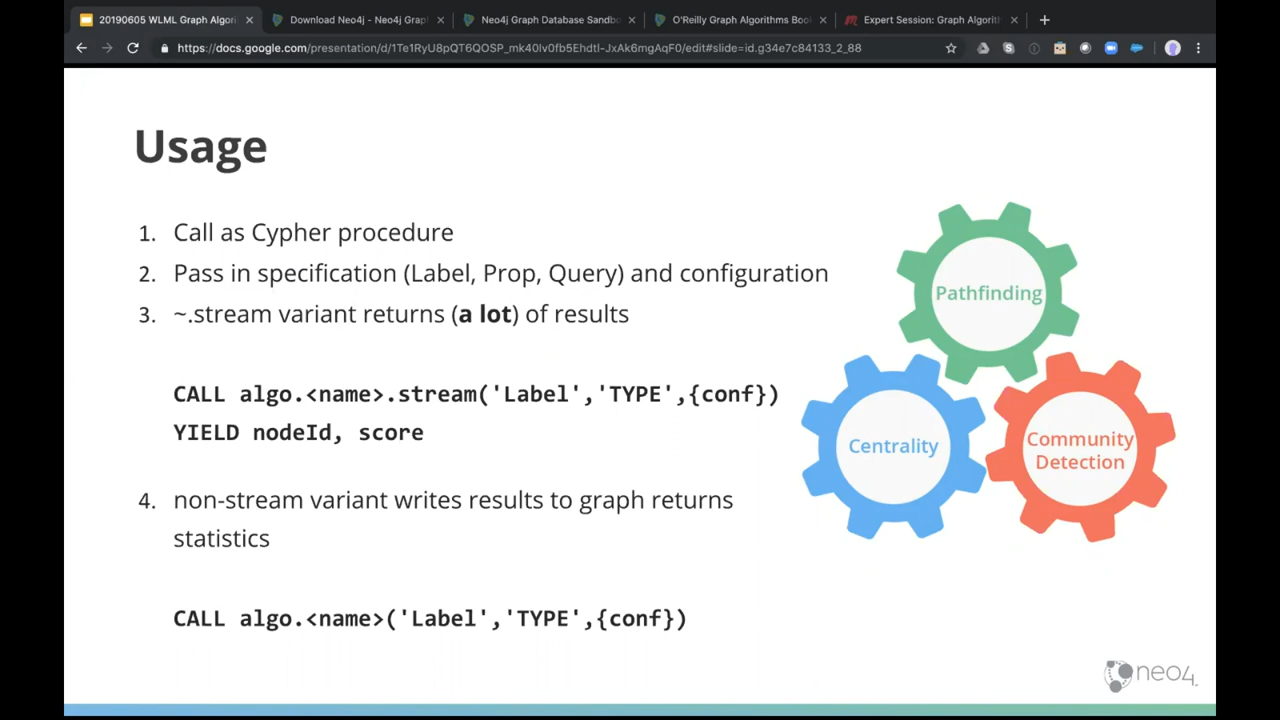 20190605 WLML Graph Algori
Download Neo4j - Neo4j Grap
Neo4j Graph Database Sandb
O'Reilly Graph Algorithms Boo
Expert Session: Graph Algorith
https://docs.google.com/presentation/d/1Te1RyU8pQT6QOSP_mk40lv0fb5Ehdtl-JxAk6mgAqF0/edit#slide=id.g34e7c84133_2_88
Usage
1. Call as Cypher procedure
2. Pass in specification (Label, Prop, Query) and configuration
3. ~.stream variant returns (a lot) of results
CALL algo.<name>.stream('Label','TYPE',{conf})
YIELD nodeId, score
4. non-stream variant writes results to graph returns
statistics
CALL algo.<name>('Label','TYPE',{conf})
Pathfinding
Centrality
Community
Detection
neo4j